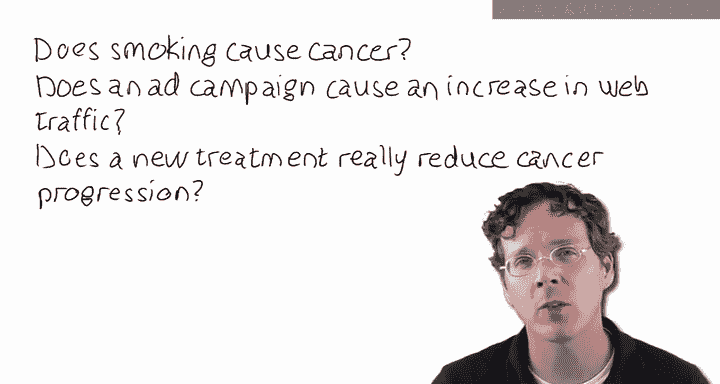 Does smoking cause cancer?
Does an ad campaign cause an increase in web
traffic?
Does a new treatment really reduce cancer
progression?